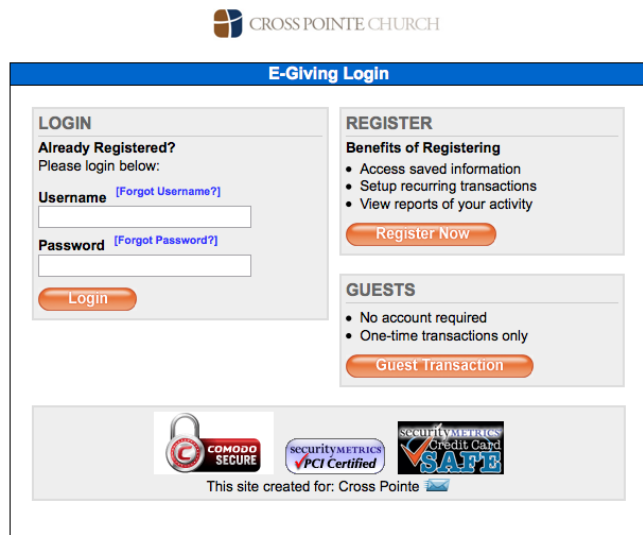 CROSS POINTE CHURCH
E-Giving Login
LOGIN
Already Registered?
Please login below:
Username [Forgot Username?]
Password [Forgot Password?]
Login
REGISTER
Benefits of Registering
• Access saved information
• Setup recurring transactions
• View reports of your activity
Register Now
GUESTS
• No account required
• One-time transactions only
Guest Transaction
C
COMODO
SECURE
securityMETRICS
PCI Certified
securityMETRICS
Credit Card
SAFE
This site created for: Cross Pointe